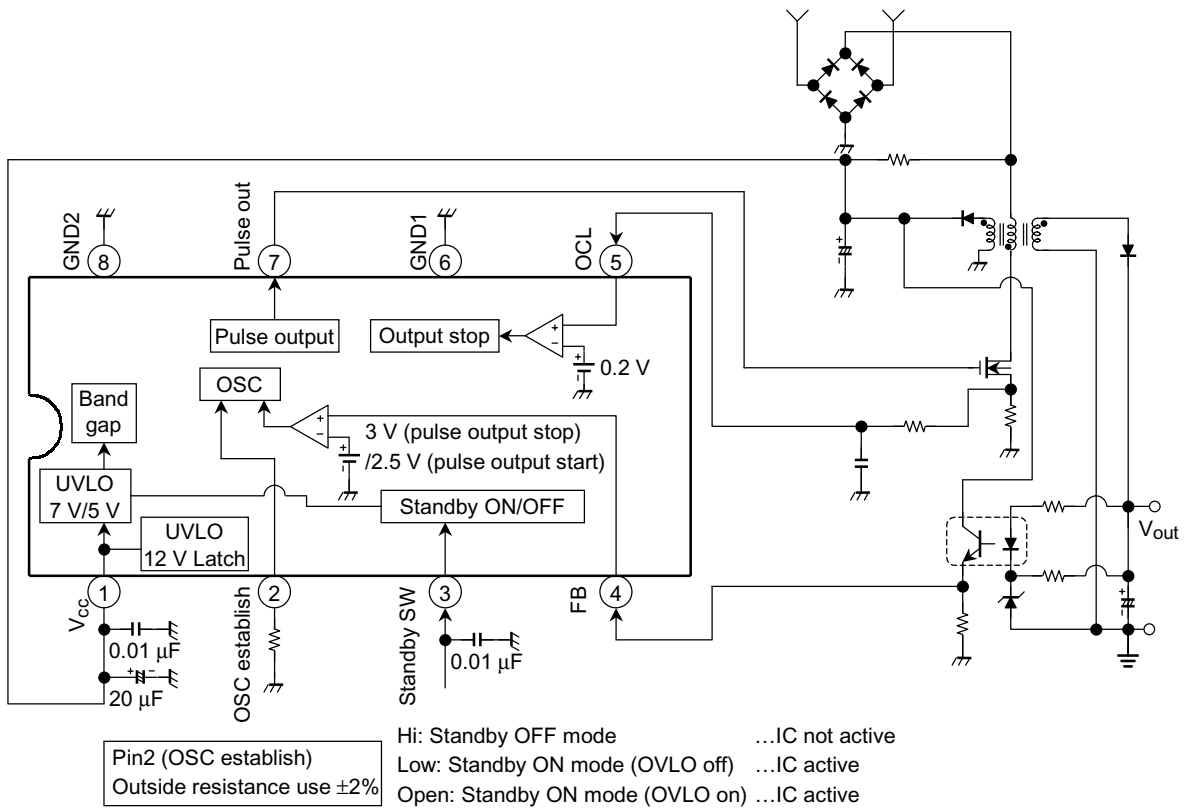 GND2
8
Pulse out
7
GND1
6
OCL
5
Pulse output
Output stop
+
−
+
−
0.2 V
OSC
Band
gap
+
−
+
−
3 V (pulse output stop)
/2.5 V (pulse output start)
UVLO
7 V/5 V
Standby ON/OFF
UVLO
12 V Latch
+
−
+
−
Vout
VCC
1
OSC establish
2
Standby SW
3
FB
4
0.01 μF
+ −
20 μF
0.01 μF
Pin2 (OSC establish)
Outside resistance use ±2%
Hi: Standby OFF mode …IC not active
Low: Standby ON mode (OVLO off) …IC active
Open: Standby ON mode (OVLO on) …IC active